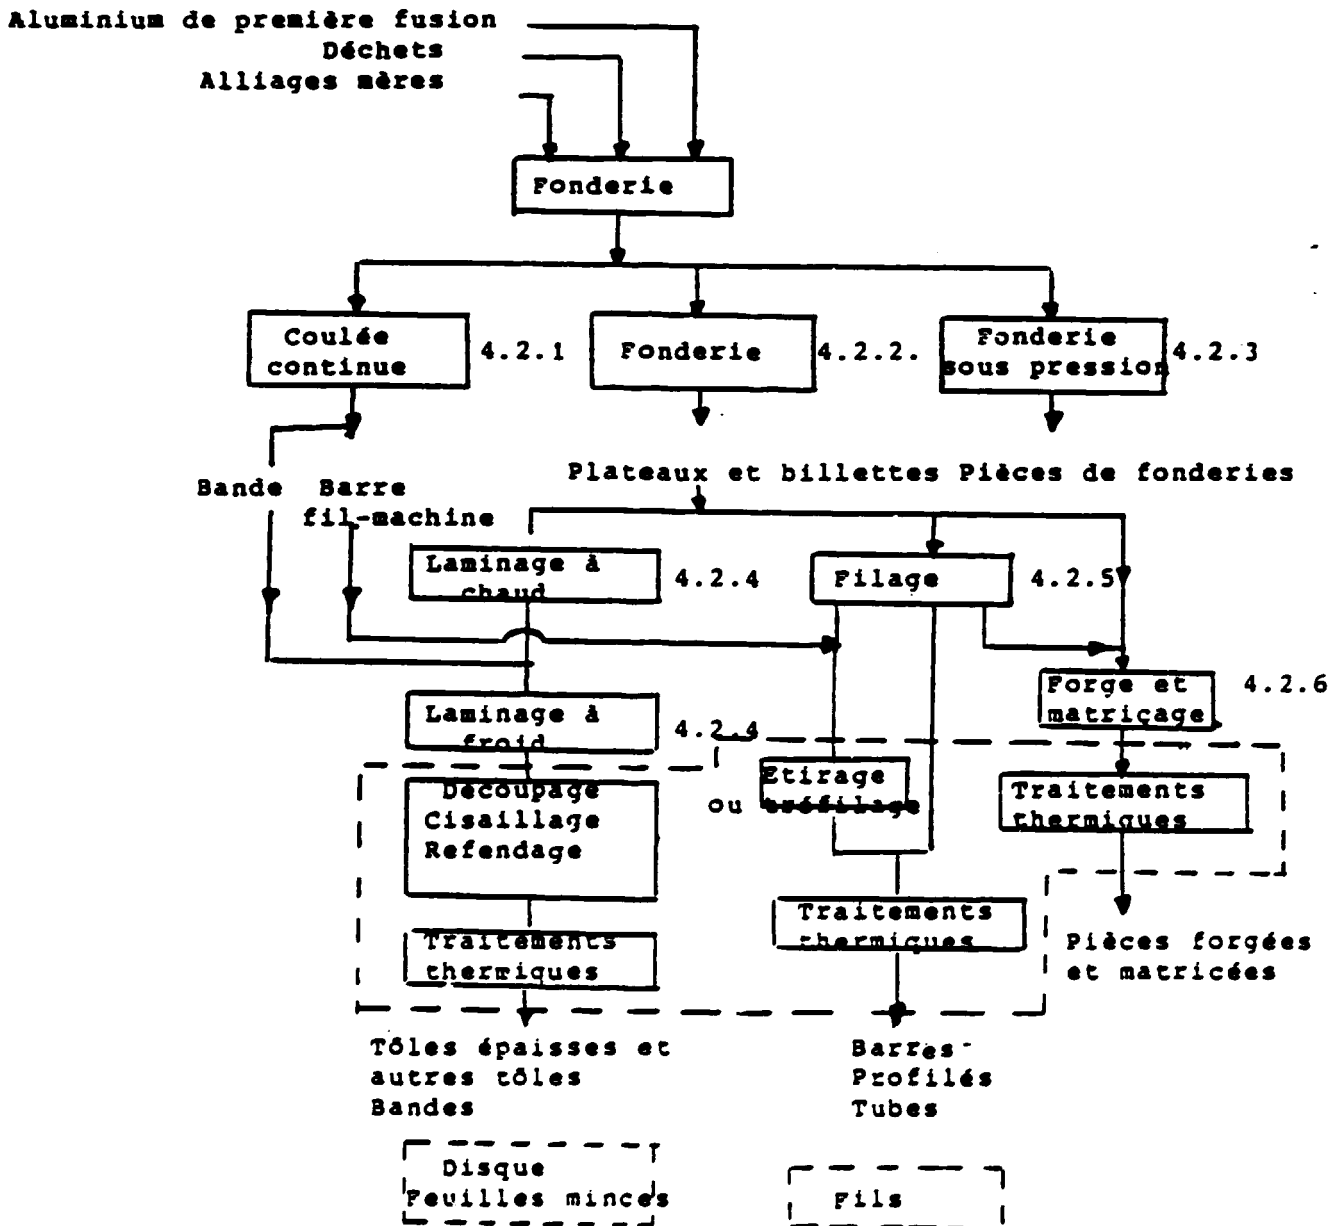 Aluminium de première fusion
Déchets
Alliages mères
Fonderie
Coulée
continue
4.2.1
Fonderie
4.2.2.
Fonderie
sous pression
4.2.3
Bande Barre
fil-machine
Plateaux et billettes Pièces de fonderies
Laminage à
chaud
4.2.4
Filage
4.2.5
Forge et
matriçage
4.2.6
Laminage à
froid
4.2.4
Découpage
Cisaillage
Refendage
Etirage
ou tréfilage
Traitements
thermiques
Traitements
thermiques
Traitements
thermiques
Pièces forgées
et matricées
Tôles épaisses et
autres tôles
Bandes
Barres
Profilés
Tubes
Disque
Feuilles minces
Fils